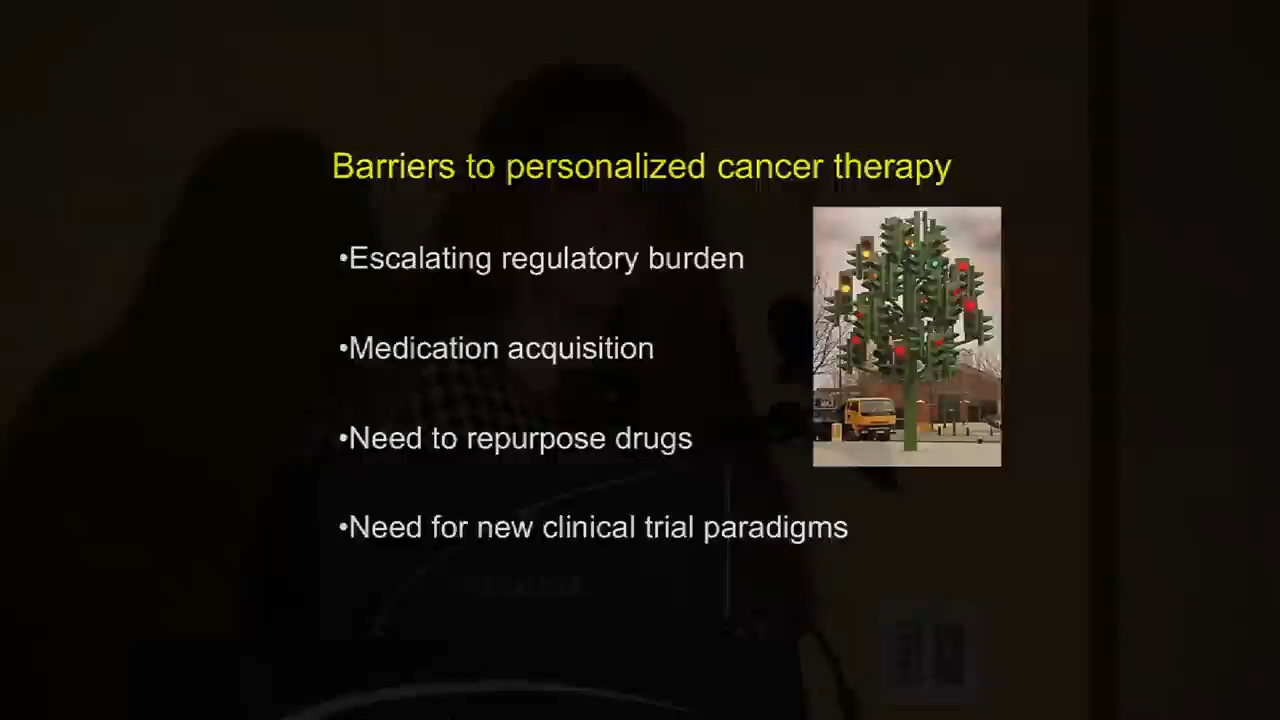 Barriers to personalized cancer therapy
•Escalating regulatory burden
•Medication acquisition
•Need to repurpose drugs
•Need for new clinical trial paradigms